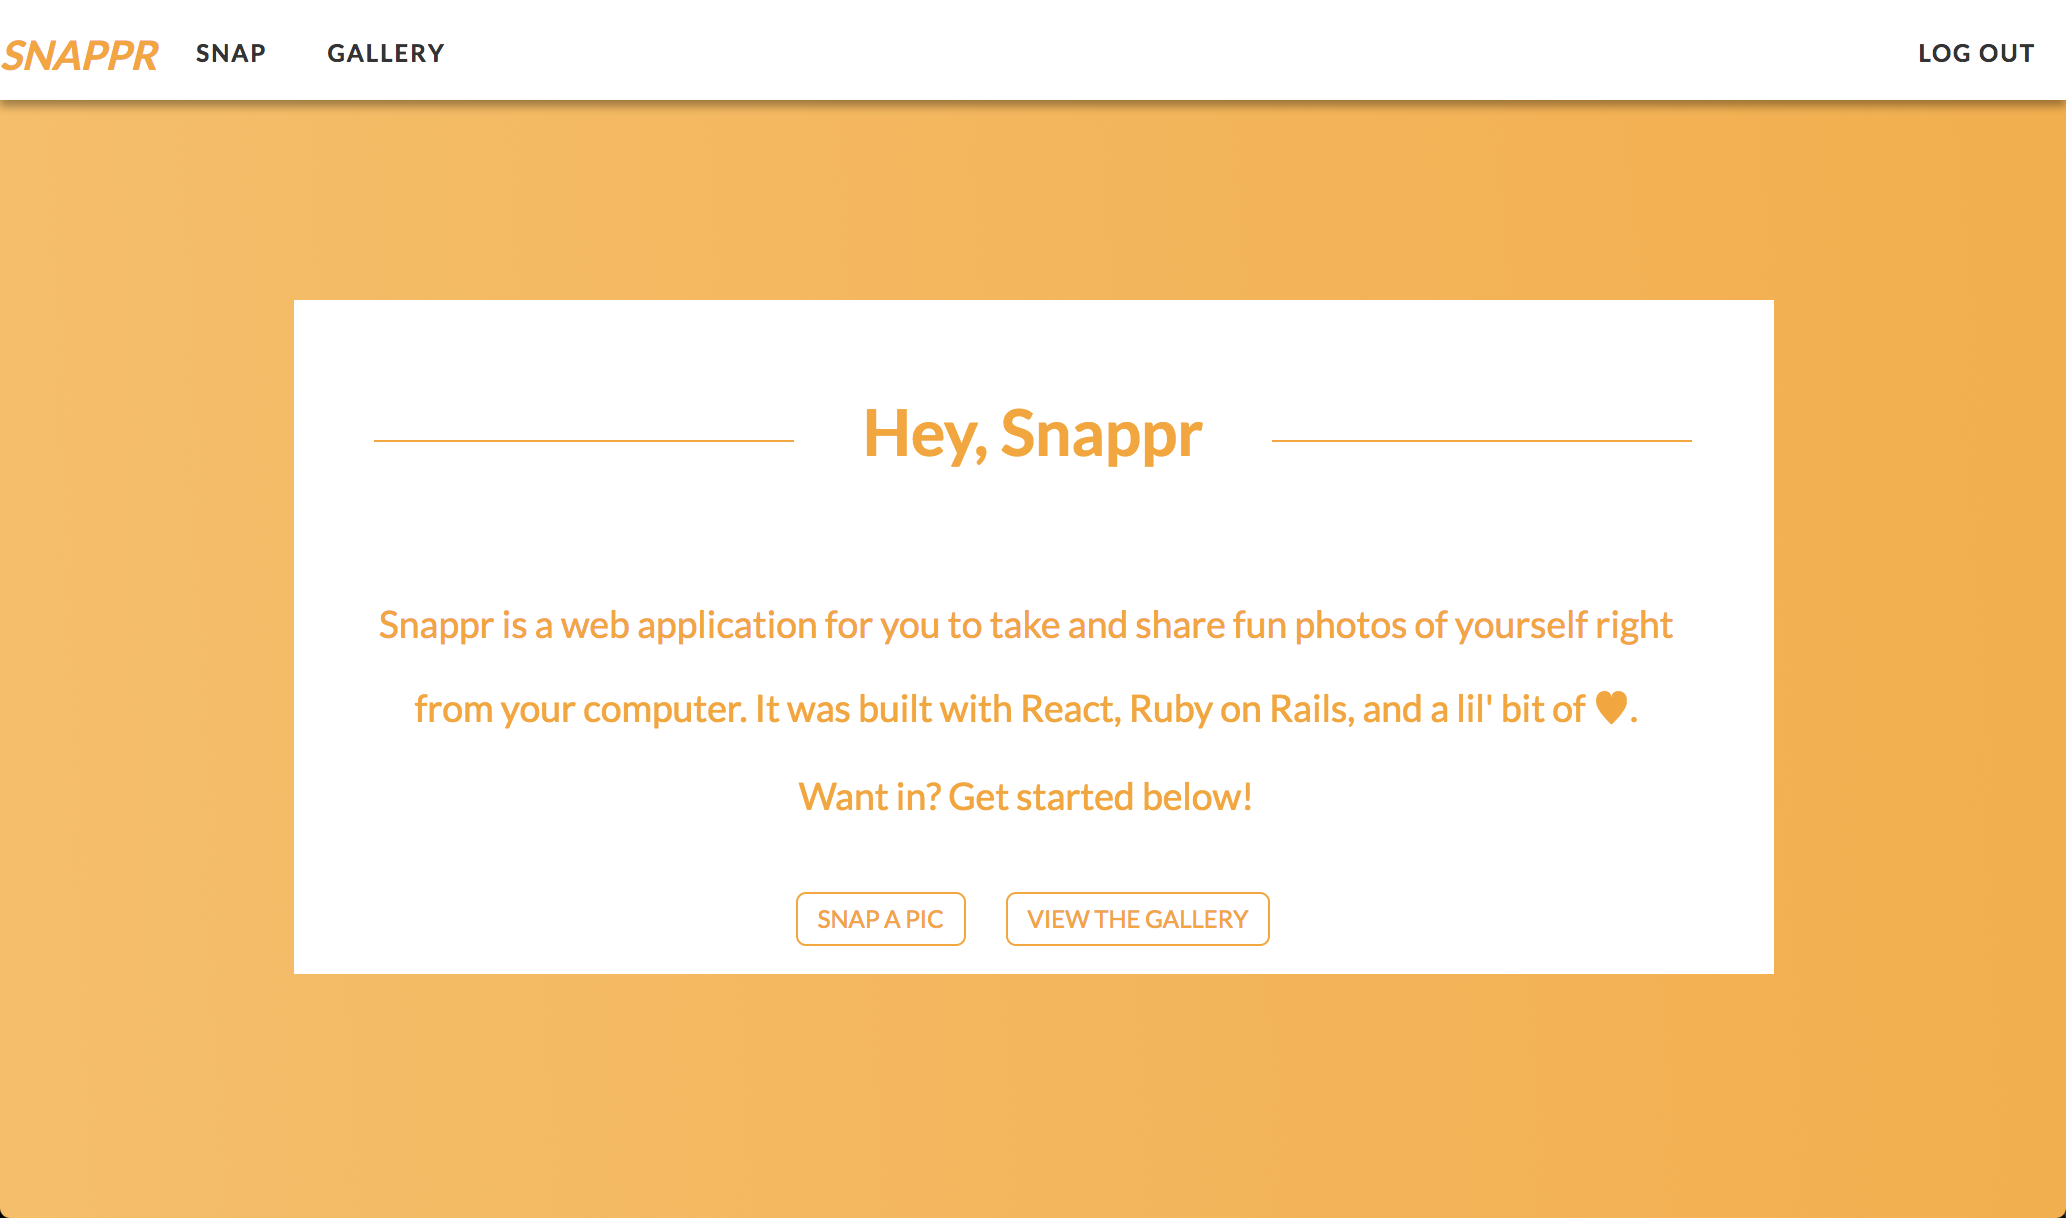 SNAPPR SNAP GALLERY LOG OUT
Hey, Snappr
Snappr is a web application for you to take and share fun photos of yourself right
from your computer. It was built with React, Ruby on Rails, and a lil' bit of ♥.
Want in? Get started below!
SNAP A PIC VIEW THE GALLERY